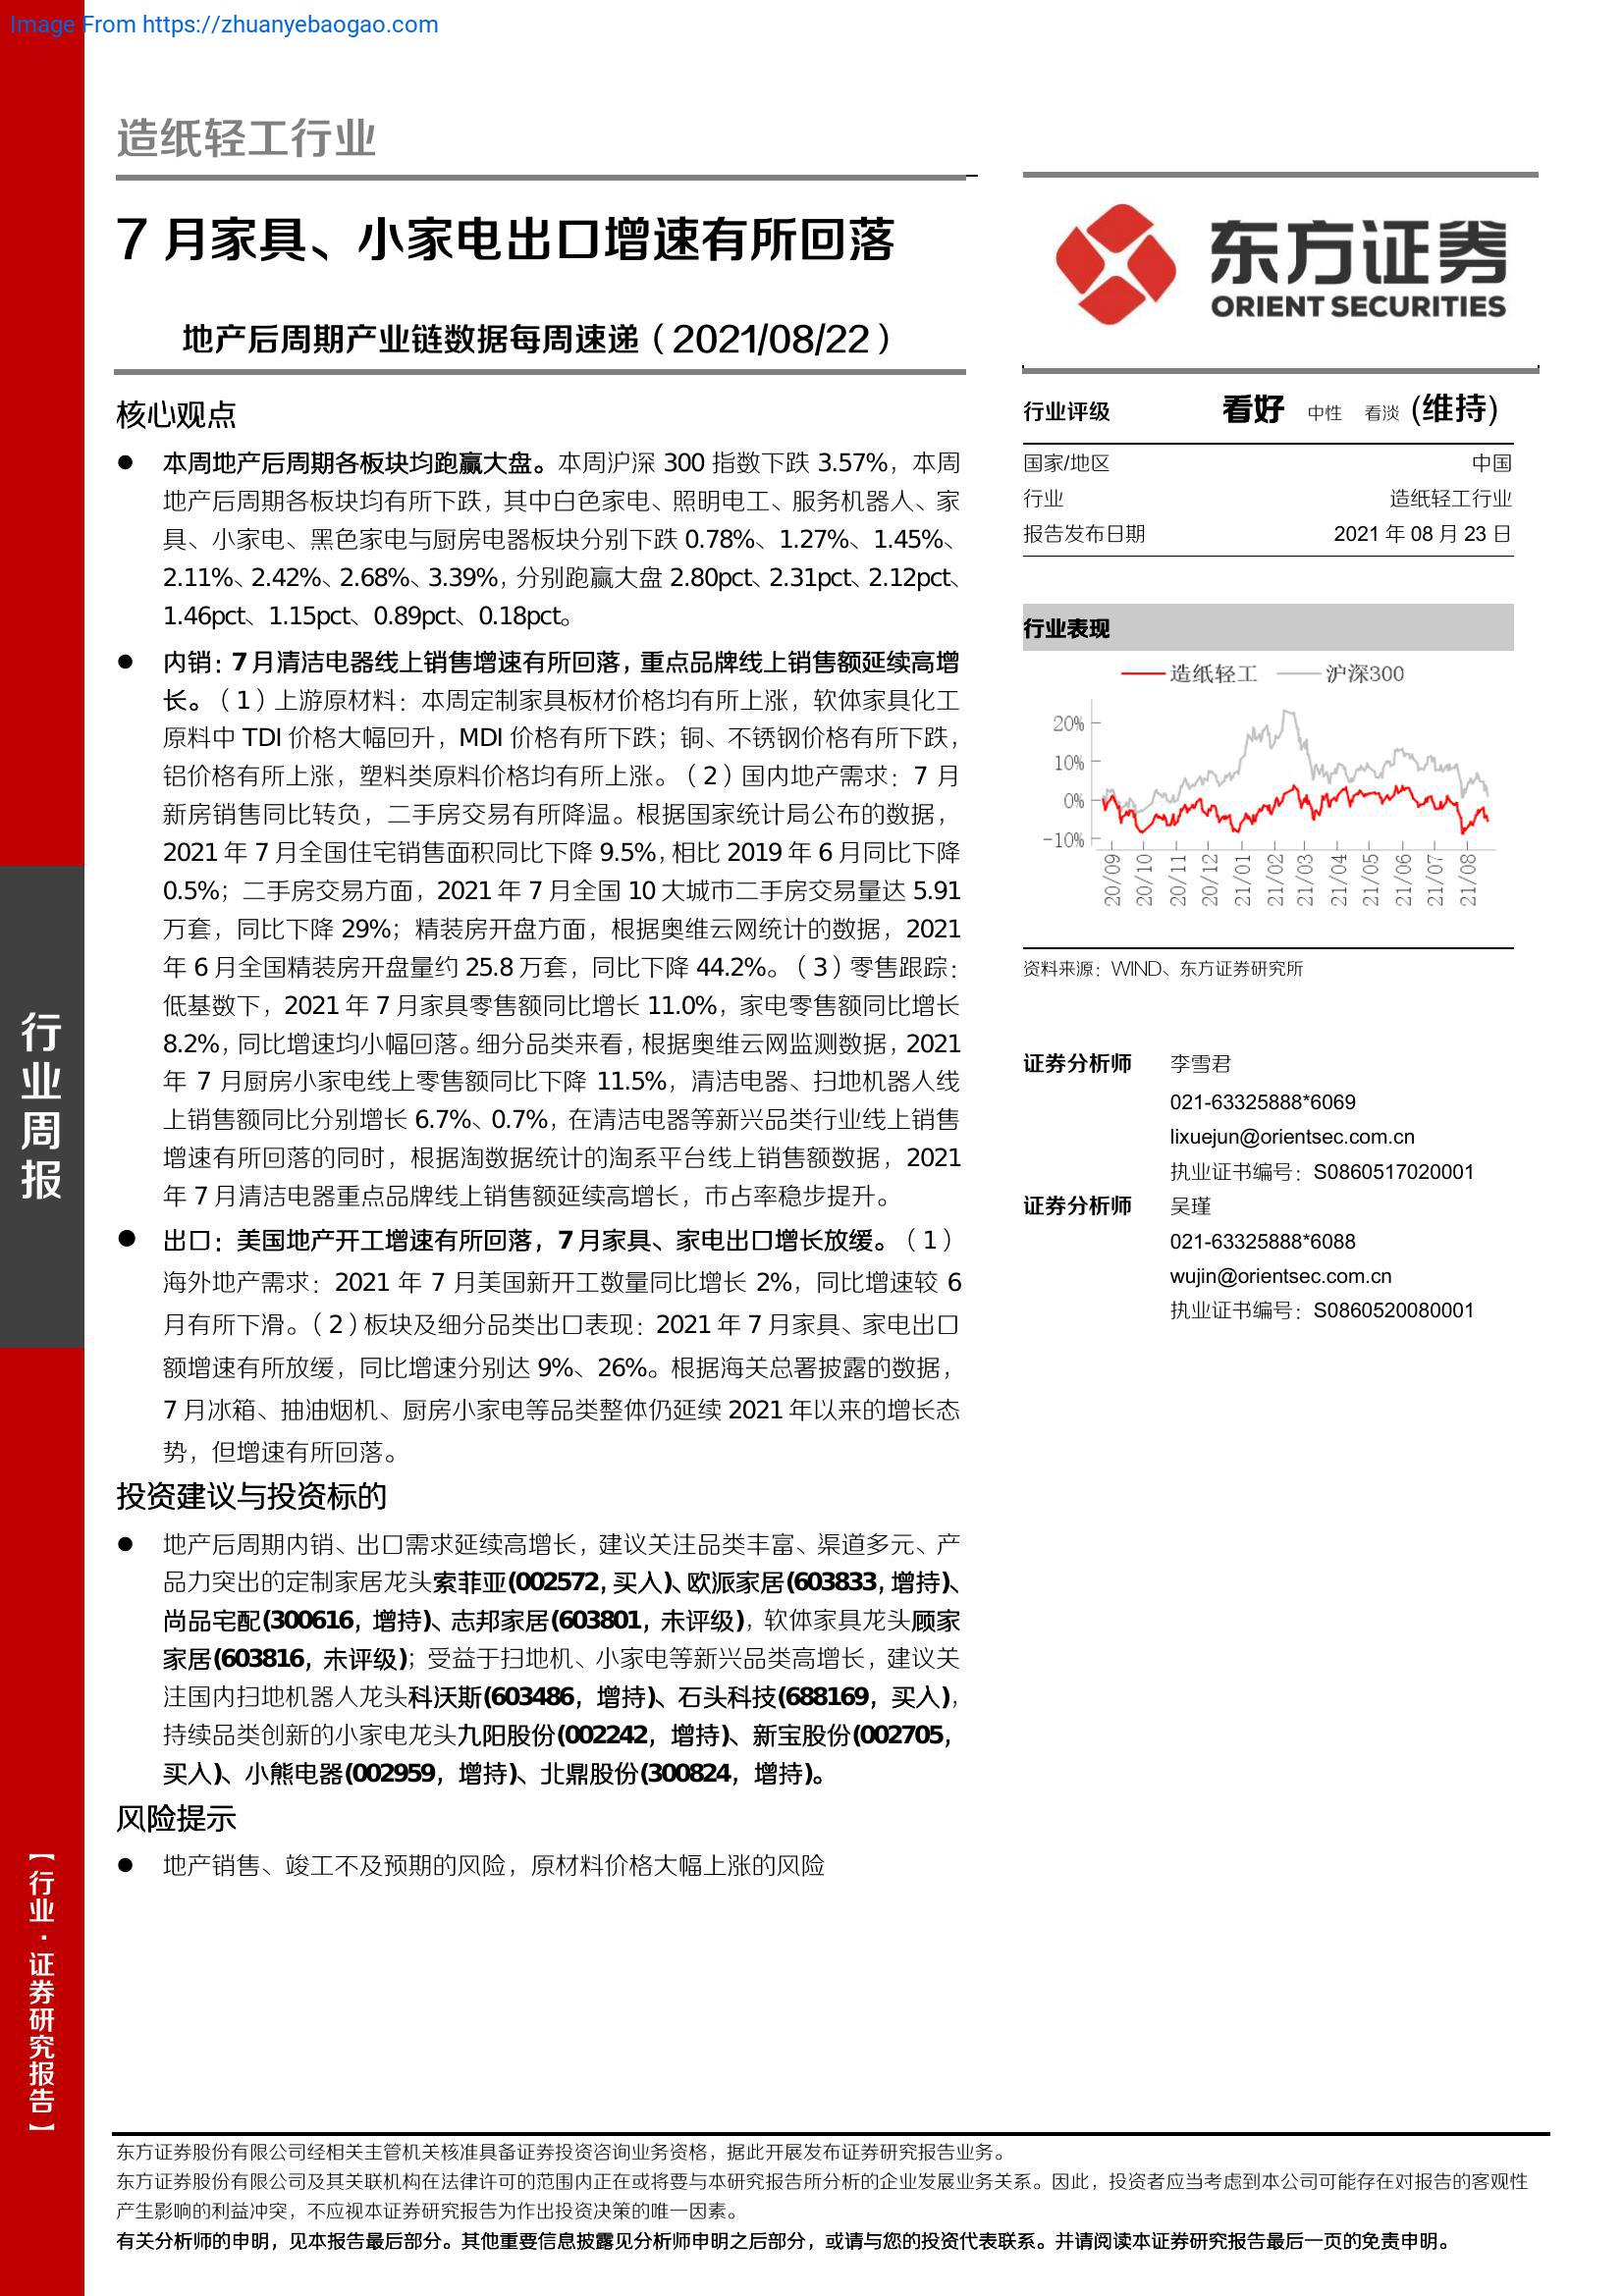 Image From https://zhuanyebaogao.com
造纸轻工行业
7 月家具、小家电出口增速有所回落
地产后周期产业链数据每周速递（2021/08/22）
核心观点
● 本周地产后周期各板块均跑赢大盘。本周沪深 300 指数下跌 3.57%，本周
地产后周期各板块均有所下跌，其中白色家电、照明电工、服务机器人、家
具、小家电、黑色家电与厨房电器板块分别下跌 0.78%、1.27%、1.45%、
2.11%、2.42%、2.68%、3.39%，分别跑赢大盘 2.80pct、2.31pct、2.12pct、
1.46pct、1.15pct、0.89pct、0.18pct。
● 内销：7 月清洁电器线上销售增速有所回落，重点品牌线上销售额延续高增
长。（1）上游原材料：本周定制家具板材价格均有所上涨，软体家具化工
原料中 TDI 价格大幅回升，MDI 价格有所下跌；铜、不锈钢价格有所下跌，
铝价格有所上涨，塑料类原料价格均有所上涨。（2）国内地产需求：7 月
新房销售同比转负，二手房交易有所降温。根据国家统计局公布的数据，
2021 年 7 月全国住宅销售面积同比下降 9.5%，相比 2019 年 6 月同比下降
0.5%；二手房交易方面，2021 年 7 月全国 10 大城市二手房交易量达 5.91
万套，同比下降 29%；精装房开盘方面，根据奥维云网统计的数据，2021
年 6 月全国精装房开盘量约 25.8 万套，同比下降 44.2%。（3）零售跟踪：
低基数下，2021 年 7 月家具零售额同比增长 11.0%，家电零售额同比增长
8.2%，同比增速均小幅回落。细分品类来看，根据奥维云网监测数据，2021
年 7 月厨房小家电线上零售额同比下降 11.5%，清洁电器、扫地机器人线
上销售额同比分别增长 6.7%、0.7%，在清洁电器等新兴品类行业线上销售
增速有所回落的同时，根据淘数据统计的淘系平台线上销售额数据，2021
年 7 月清洁电器重点品牌线上销售额延续高增长，市占率稳步提升。
● 出口：美国地产开工增速有所回落，7 月家具、家电出口增长放缓。（1）
海外地产需求：2021 年 7 月美国新开工数量同比增长 2%，同比增速较 6
月有所下滑。（2）板块及细分品类出口表现：2021 年 7 月家具、家电出口
额增速有所放缓，同比增速分别达 9%、26%。根据海关总署披露的数据，
7 月冰箱、抽油烟机、厨房小家电等品类整体仍延续 2021 年以来的增长态
势，但增速有所回落。
投资建议与投资标的
● 地产后周期内销、出口需求延续高增长，建议关注品类丰富、渠道多元、产
品力突出的定制家居龙头索菲亚(002572，买入)、欧派家居(603833，增持)、
尚品宅配(300616，增持)、志邦家居(603801，未评级)，软体家具龙头顾家
家居(603816，未评级)；受益于扫地机、小家电等新兴品类高增长，建议关
注国内扫地机器人龙头科沃斯(603486，增持)、石头科技(688169，买入)，
持续品类创新的小家电龙头九阳股份(002242，增持)、新宝股份(002705，
买入)、小熊电器(002959，增持)、北鼎股份(300824，增持)。
风险提示
● 地产销售、竣工不及预期的风险，原材料价格大幅上涨的风险
东方证券
ORIENT SECURITIES
行业评级 看好 中性 看淡 (维持)
国家/地区 中国
行业 造纸轻工行业
报告发布日期 2021 年 08 月 23 日
行业表现
造纸轻工 沪深300
20%
10%
0%
-10%
20/09 20/10 20/11 20/12 21/01 21/02 21/03 21/04 21/05 21/06 21/07 21/08
资料来源：WIND、东方证券研究所
证券分析师 李雪君
021-63325888*6069
lixuejun@orientsec.com.cn
执业证书编号：S0860517020001
证券分析师 吴瑾
021-63325888*6088
wujin@orientsec.com.cn
执业证书编号：S0860520080001
行业周报
【行业·证券研究报告】
东方证券股份有限公司经相关主管机关核准具备证券投资咨询业务资格，据此开展发布证券研究报告业务。
东方证券股份有限公司及其关联机构在法律许可的范围内正在或将要与本研究报告所分析的企业发展业务关系。因此，投资者应当考虑到本公司可能存在对报告的客观性
产生影响的利益冲突，不应视本证券研究报告为作出投资决策的唯一因素。
有关分析师的申明，见本报告最后部分。其他重要信息披露见分析师申明之后部分，或请与您的投资代表联系。并请阅读本证券研究报告最后一页的免责申明。